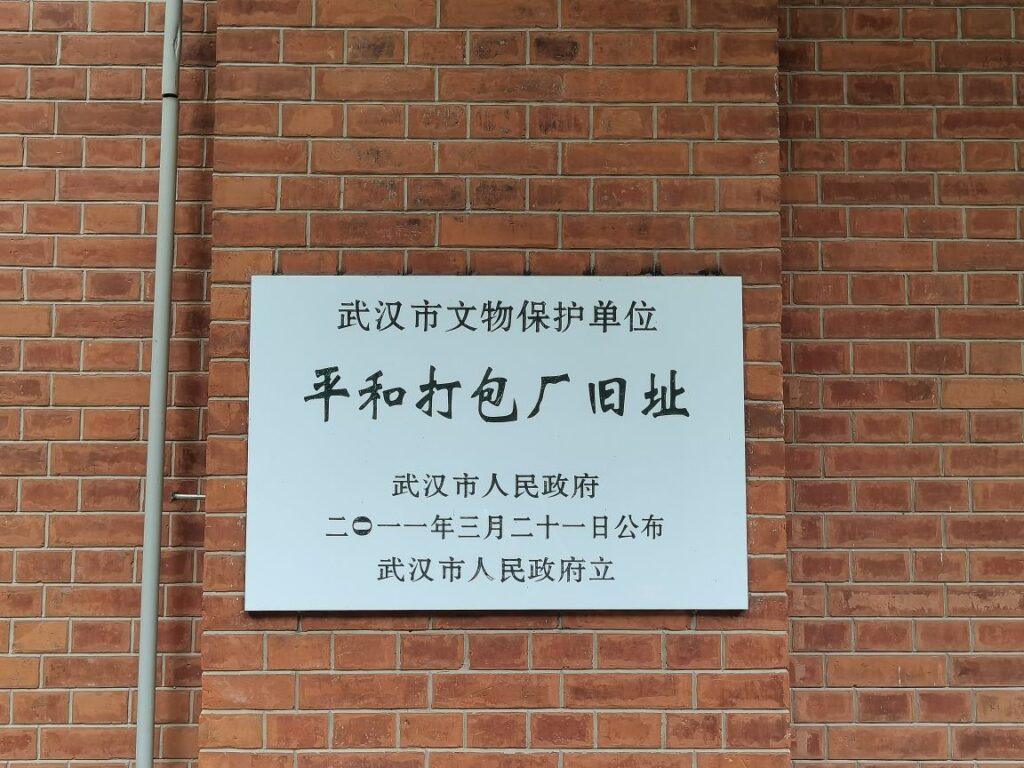 武汉市文物保护单位
平和打包厂旧址
武汉市人民政府
二〇一一年三月二十一日公布
武汉市人民政府立